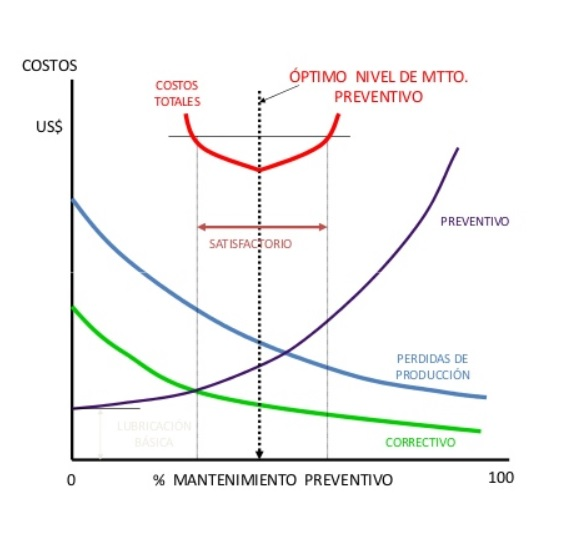 COSTOS
US$
COSTOS
TOTALES
ÓPTIMO NIVEL DE MTTO.
PREVENTIVO
SATISFACTORIO
PREVENTIVO
PERDIDAS DE
PRODUCCIÓN
LUBRICACIÓN
BÁSICA
CORRECTIVO
0
% MANTENIMIENTO PREVENTIVO
100